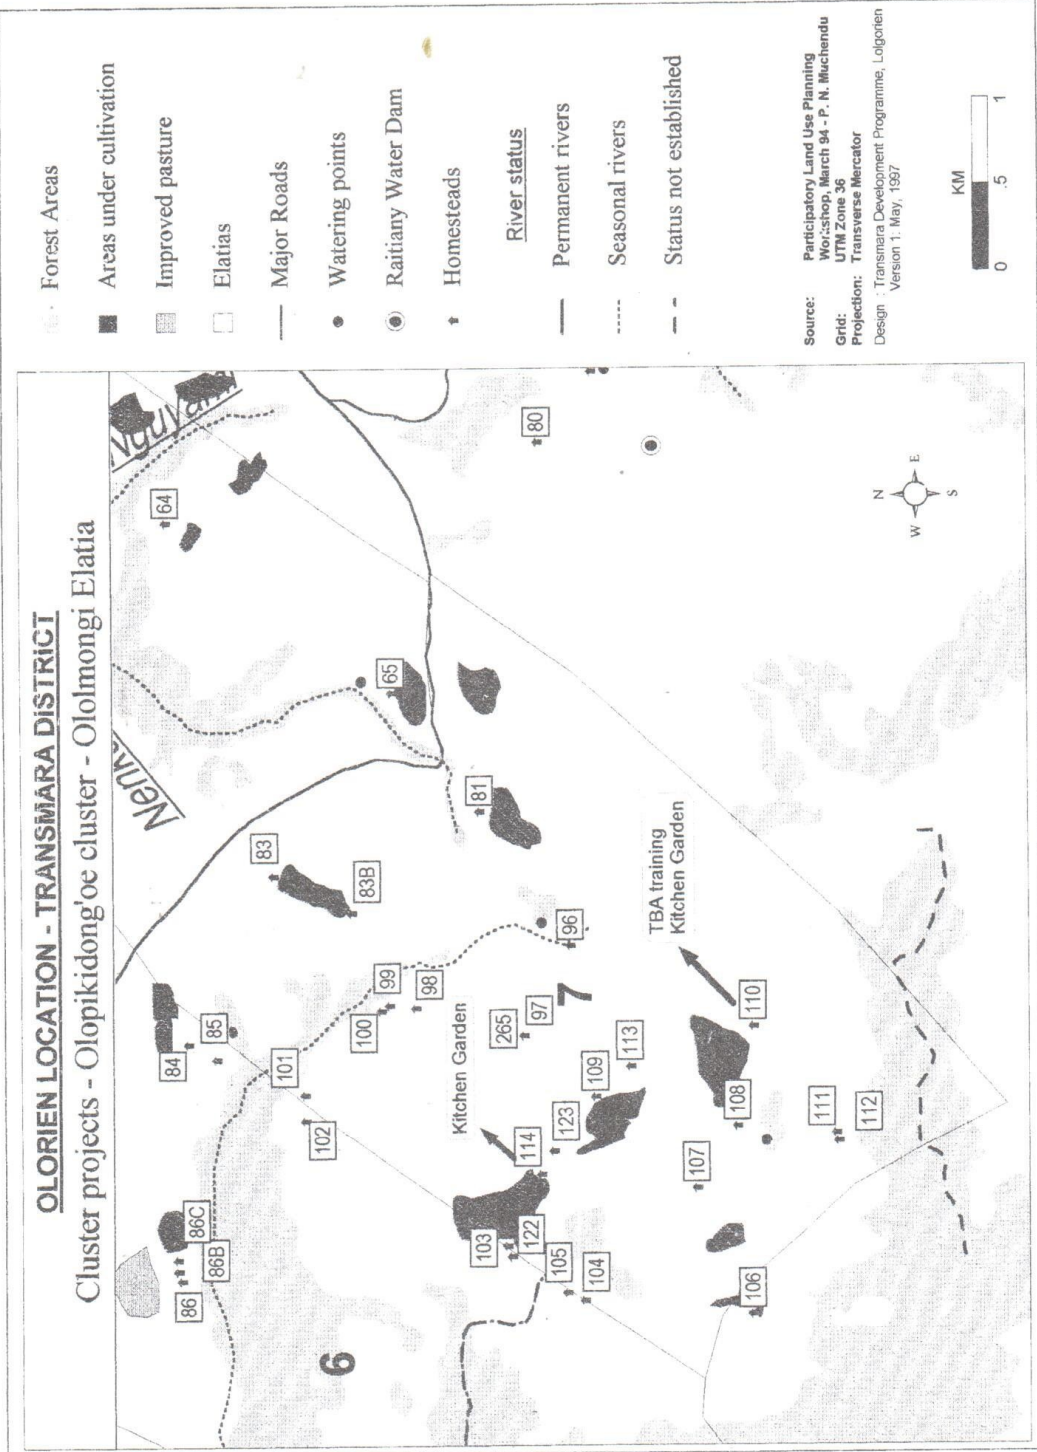 OLORIEN LOCATION - TRANSMARA DISTRICT
Cluster projects - Olopikidong'oe cluster - Ololmongi Elatia
Nenk
64
65
80
81
83
83B
84
85
86
86B
86C
96
97
98
99
100
101
102
103
104
105
106
107
108
109
110
111
112
113
114
122
123
265
6
7
Kitchen Garden
TBA training
Kitchen Garden
N
E
S
W
Forest Areas
Areas under cultivation
Improved pasture
Elatias
Major Roads
Watering points
Raitiany Water Dam
Homesteads
River status
Permanent rivers
Seasonal rivers
Status not established
Source: Participatory Land Use Planning
Workshop, March 94 - P. N. Muchendu
Grid: UTM Zone 36
Projection: Transverse Mercator
Design : Transmara Development Programme, Lolgorien
Version 1: May, 1997
KM
0 .5 1